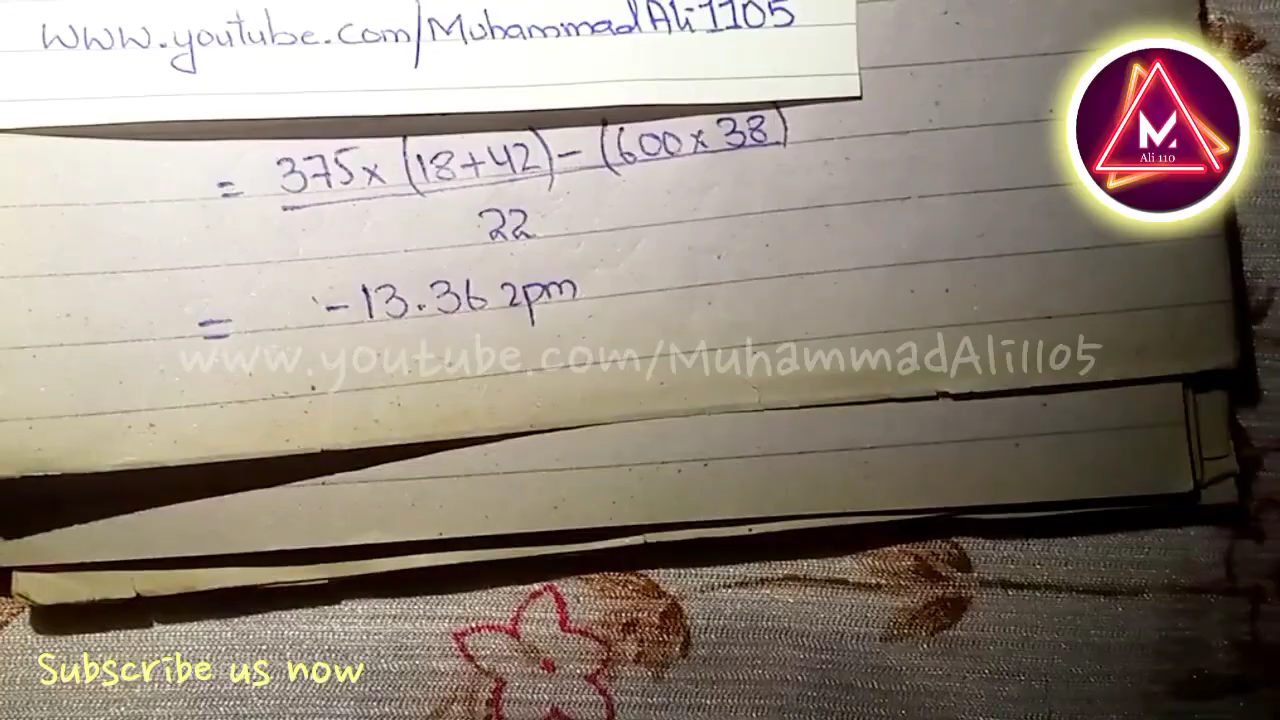 www.youtube.com/MuhammadAli1105
M
Ali 110
= 375 x (18+42) - (600 x 38)
22
= -13.36 rpm
www.youtube.com/MuhammadAli1105
Subscribe us now